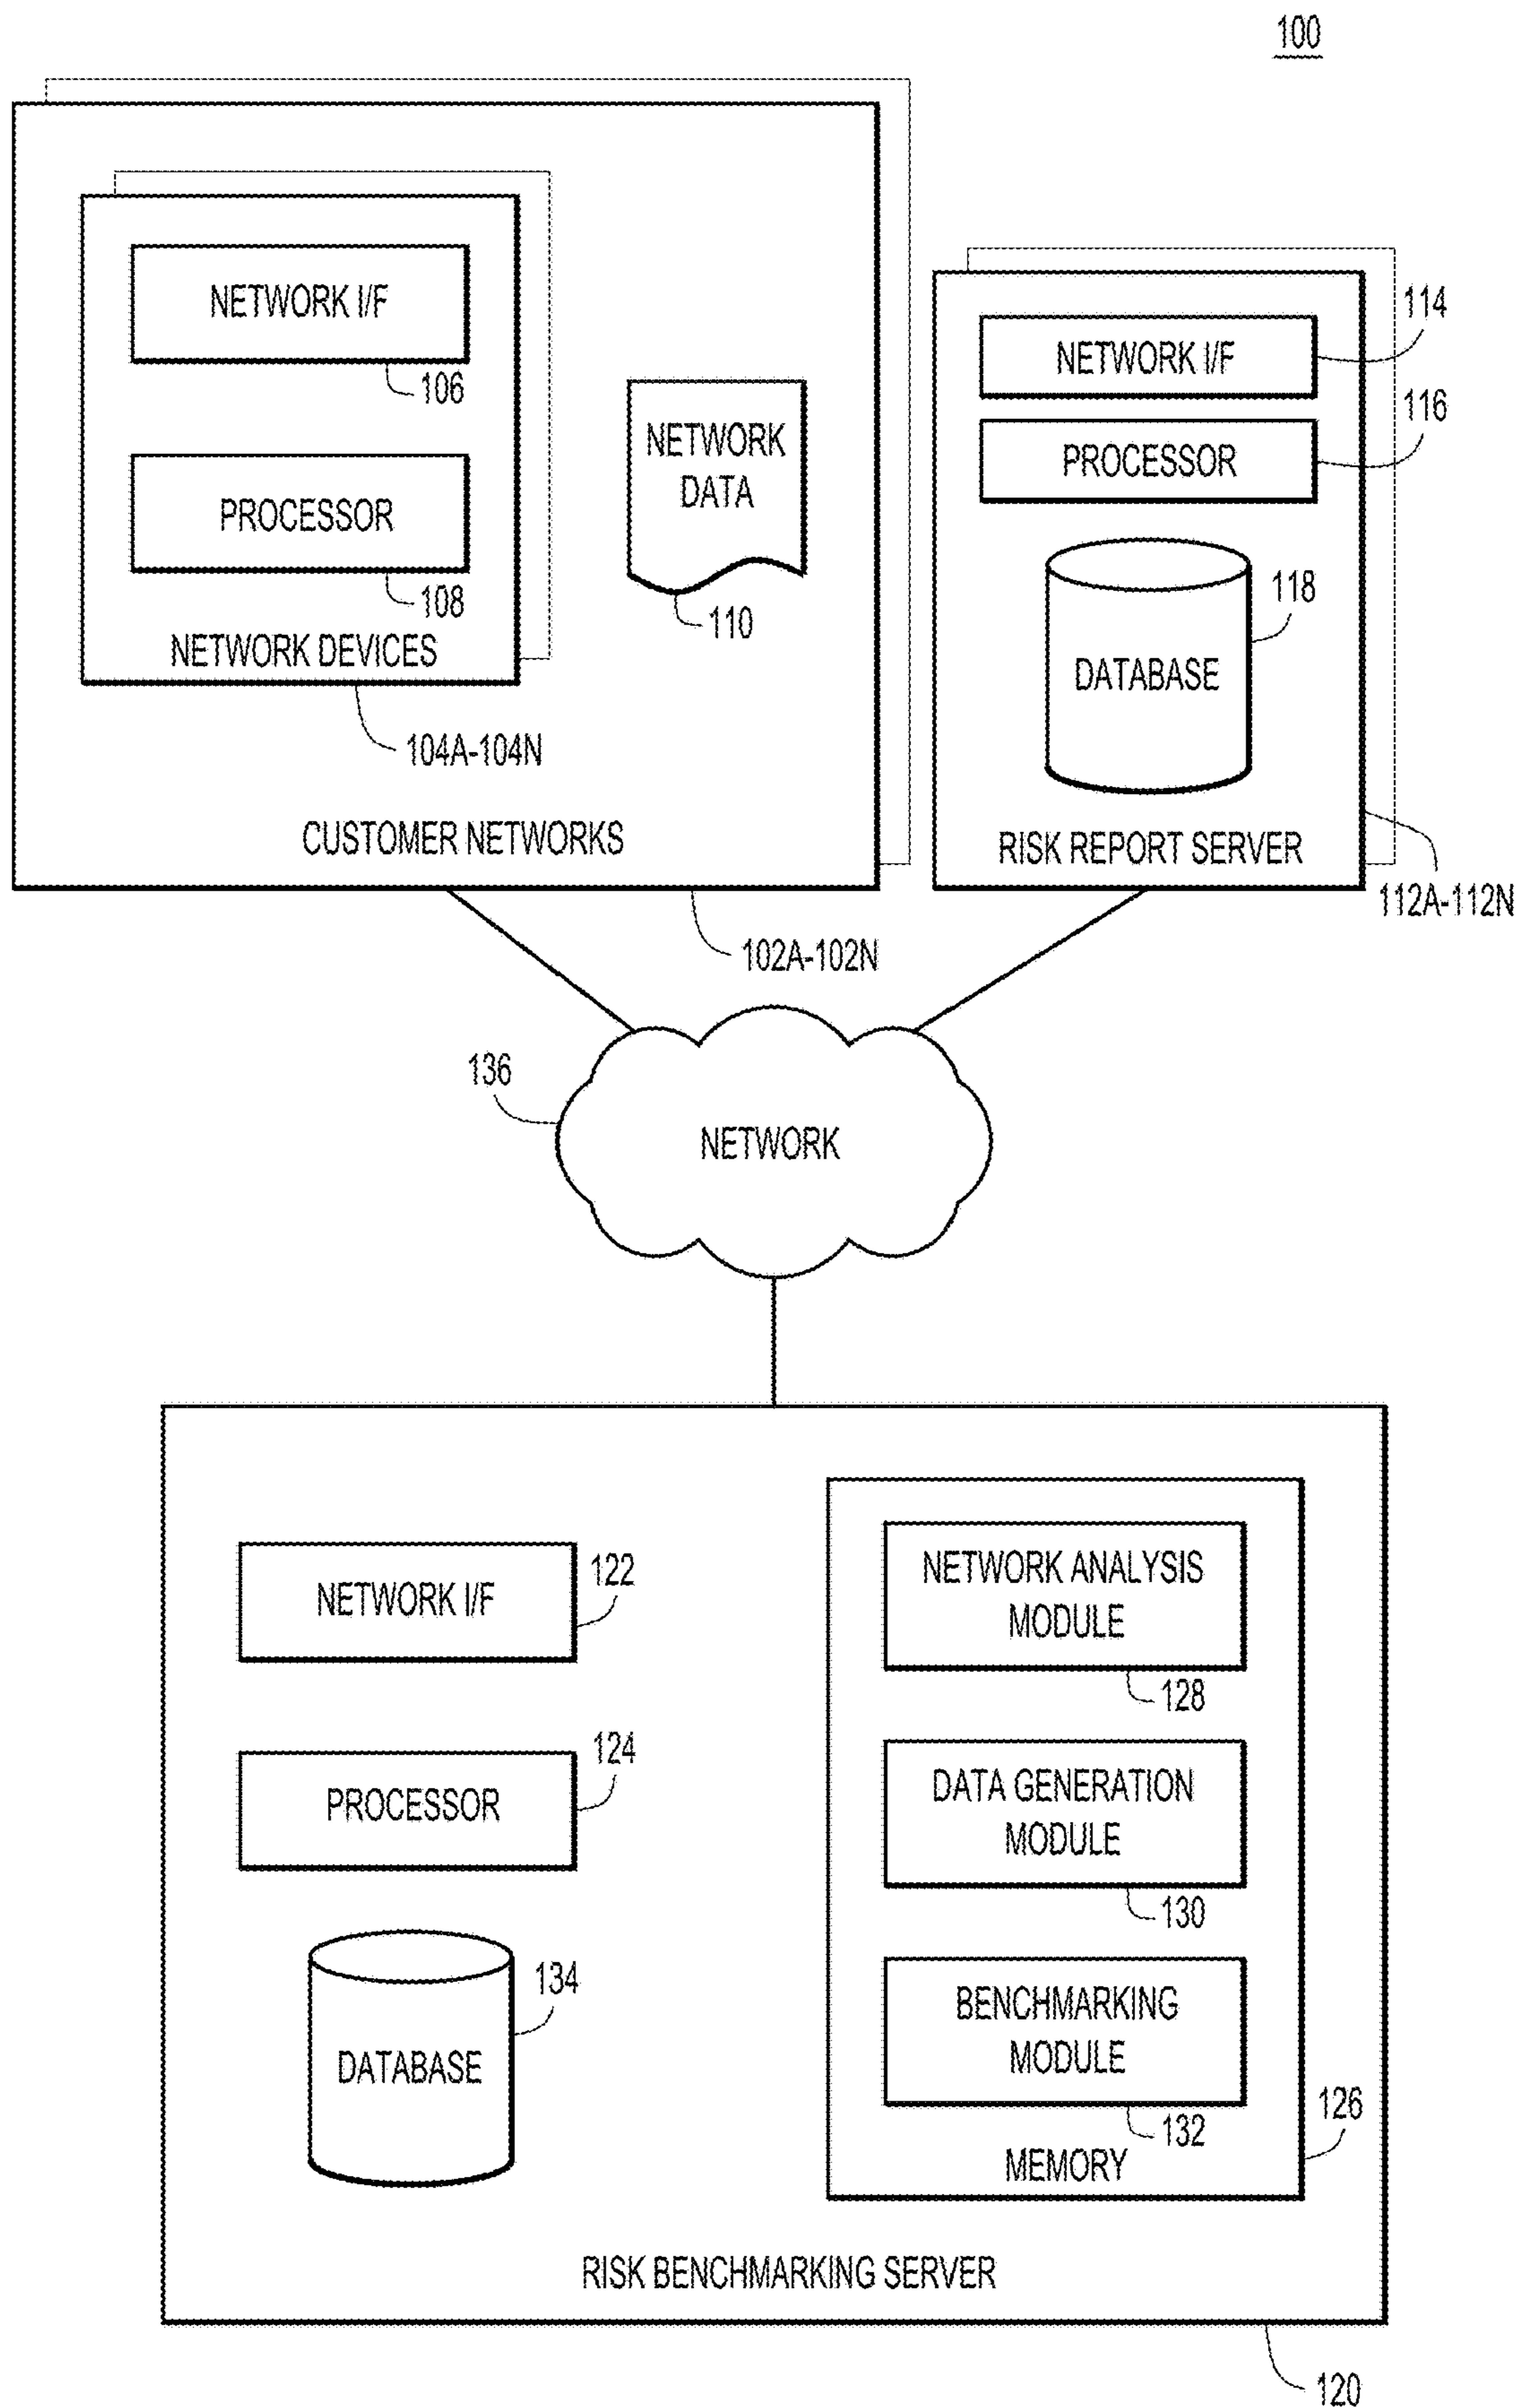 100
NETWORK I/F
106
PROCESSOR
108
NETWORK DEVICES
104A-104N
NETWORK
DATA
110
CUSTOMER NETWORKS
102A-102N
NETWORK I/F
114
PROCESSOR
116
DATABASE
118
RISK REPORT SERVER
112A-112N
136
NETWORK
NETWORK I/F
122
PROCESSOR
124
DATABASE
134
NETWORK ANALYSIS
MODULE
128
DATA GENERATION
MODULE
130
BENCHMARKING
MODULE
132
MEMORY
126
RISK BENCHMARKING SERVER
120